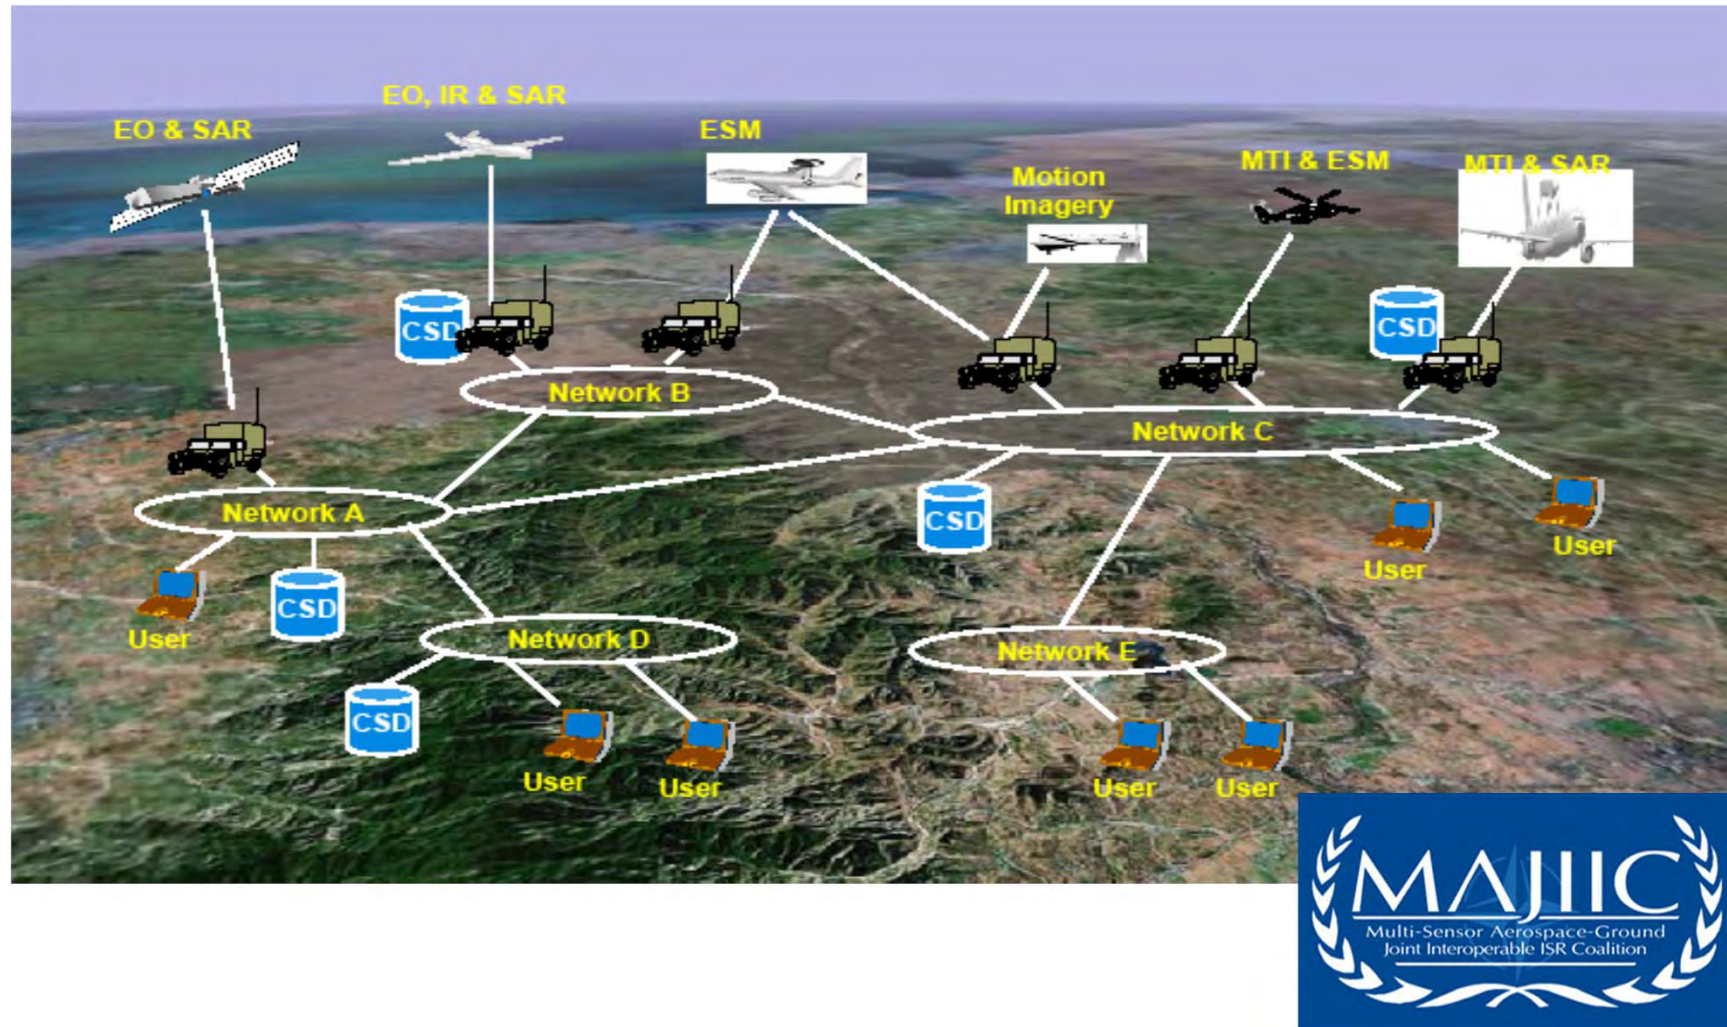 EO, IR & SAR
EO & SAR
ESM
MTI & ESM
MTI & SAR
Motion
Imagery
CSD
CSD
Network B
Network C
Network A
CSD
User
User
CSD
User
Network D
Network E
CSD
User
User
User
User
MAJIIC
Multi-Sensor Aerospace-Ground
Joint Interoperable ISR Coalition